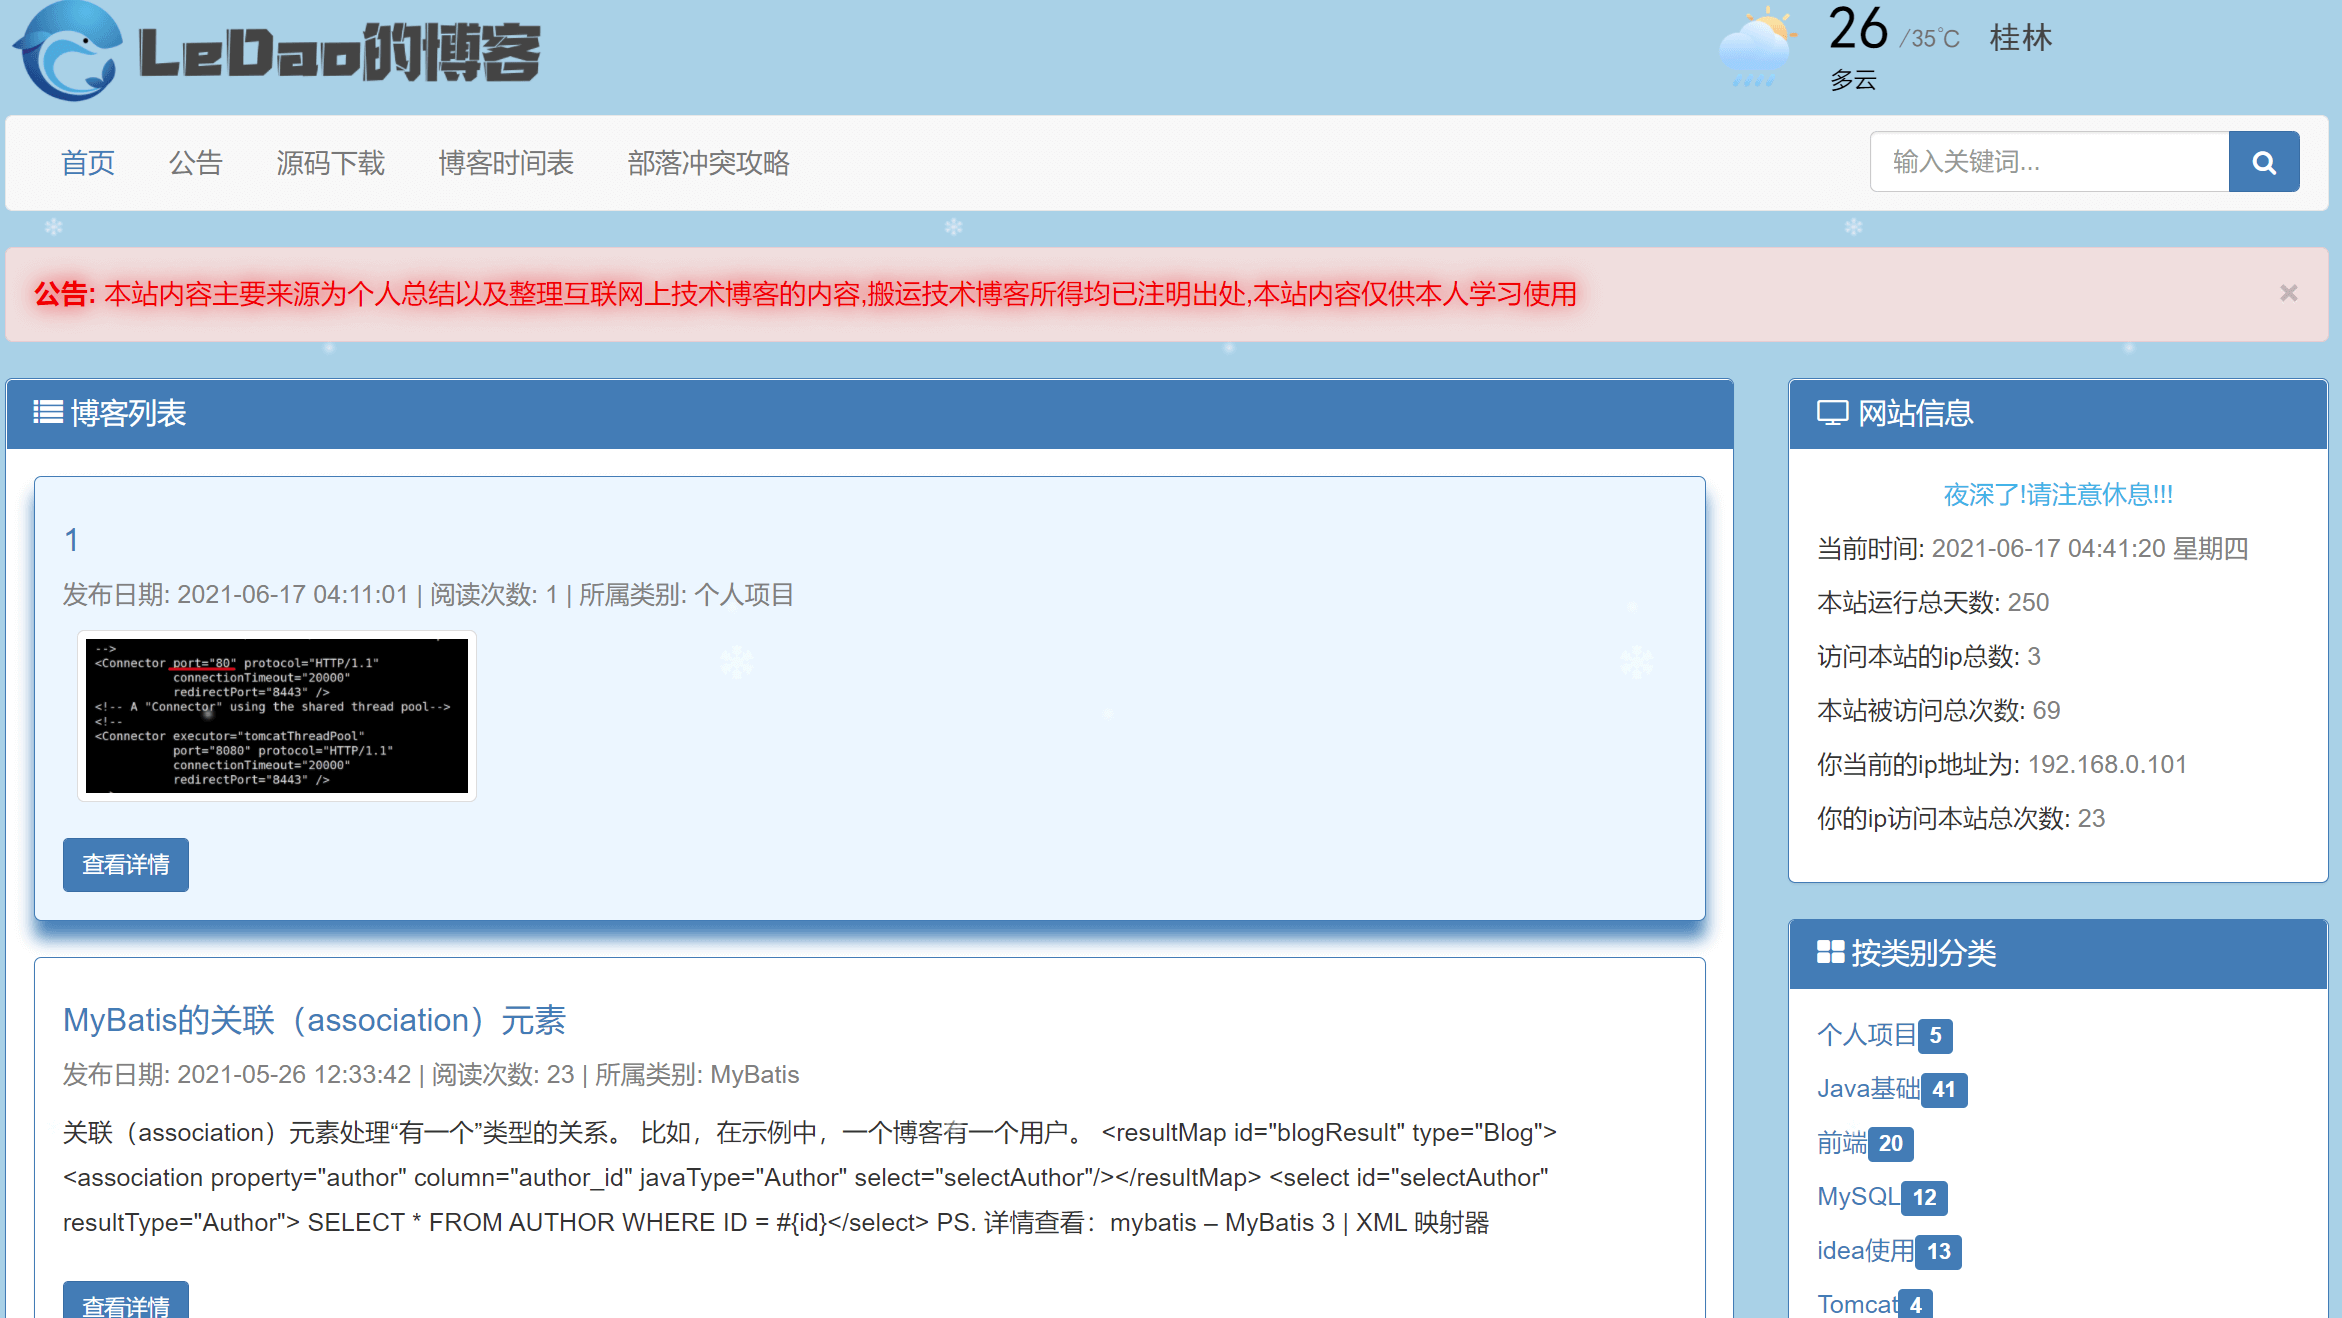 LeDao的博客
26 /35℃ 桂林
多云
首页 公告 源码下载 博客时间表 部落冲突攻略
输入关键词...
公告: 本站内容主要来源为个人总结以及整理互联网上技术博客的内容,搬运技术博客所得均已注明出处,本站内容仅供本人学习使用
×
博客列表
1
发布日期: 2021-06-17 04:11:01 | 阅读次数: 1 | 所属类别: 个人项目
-->
<Connector port="80" protocol="HTTP/1.1"
connectionTimeout="20000"
redirectPort="8443" />
<!-- A "Connector" using the shared thread pool-->
<!--
<Connector executor="tomcatThreadPool"
port="8080" protocol="HTTP/1.1"
connectionTimeout="20000"
redirectPort="8443" />
查看详情
MyBatis的关联（association）元素
发布日期: 2021-05-26 12:33:42 | 阅读次数: 23 | 所属类别: MyBatis
关联（association）元素处理“有一个”类型的关系。 比如，在示例中，一个博客有一个用户。 <resultMap id="blogResult" type="Blog">
<association property="author" column="author_id" javaType="Author" select="selectAuthor"/></resultMap> <select id="selectAuthor"
resultType="Author"> SELECT * FROM AUTHOR WHERE ID = #{id}</select> PS. 详情查看：mybatis – MyBatis 3 | XML 映射器
查看详情
网站信息
夜深了!请注意休息!!!
当前时间: 2021-06-17 04:41:20 星期四
本站运行总天数: 250
访问本站的ip总数: 3
本站被访问总次数: 69
你当前的ip地址为: 192.168.0.101
你的ip访问本站总次数: 23
按类别分类
个人项目 5
Java基础 41
前端 20
MySQL 12
idea使用 13
Tomcat 4